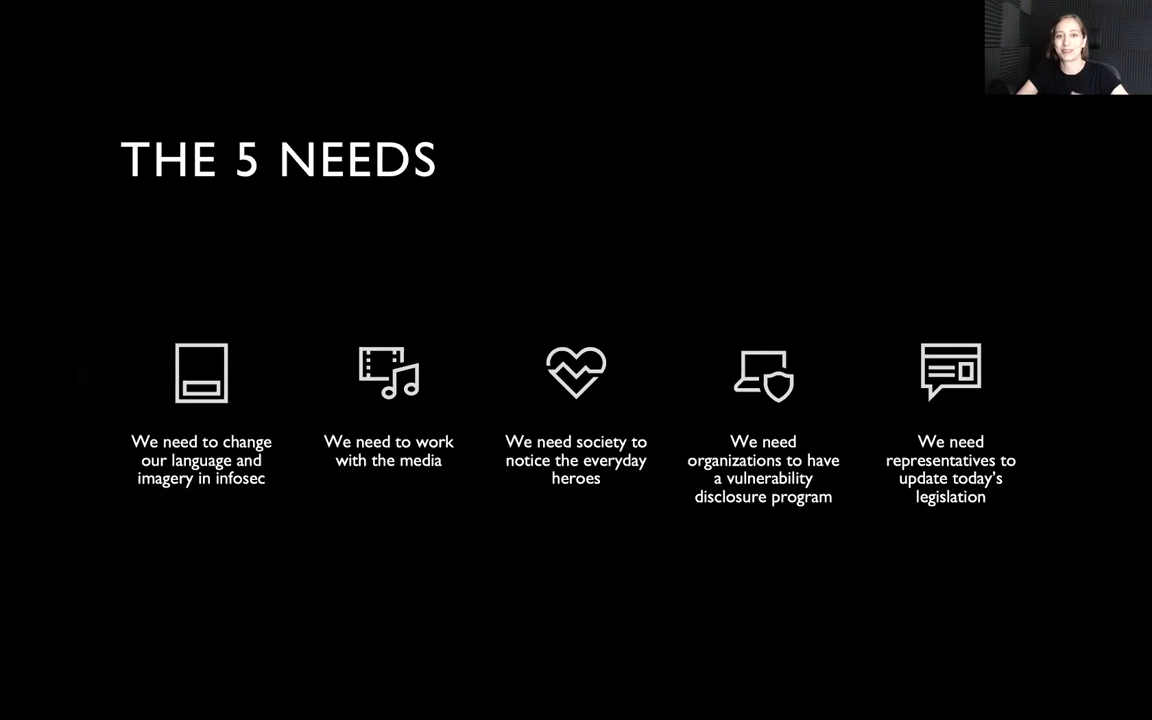 THE 5 NEEDS
We need to change
our language and
imagery in infosec
We need to work
with the media
We need society to
notice the everyday
heroes
We need
organizations to have
a vulnerability
disclosure program
We need
representatives to
update today's
legislation